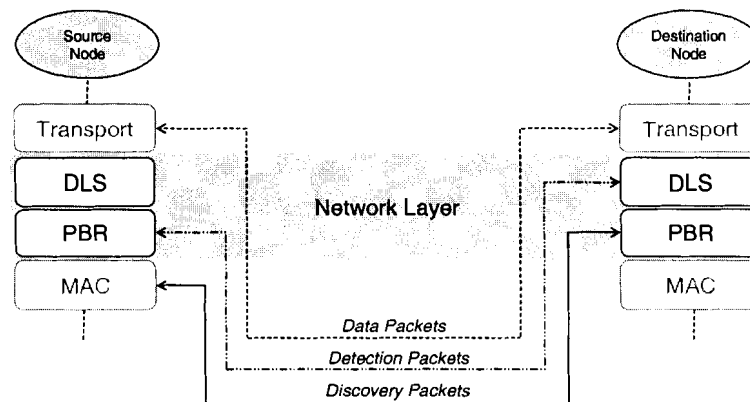 Source
Node
Destination
Node
Transport
Transport
DLS
DLS
Network Layer
PBR
PBR
MAC
MAC
Data Packets
Detection Packets
Discovery Packets